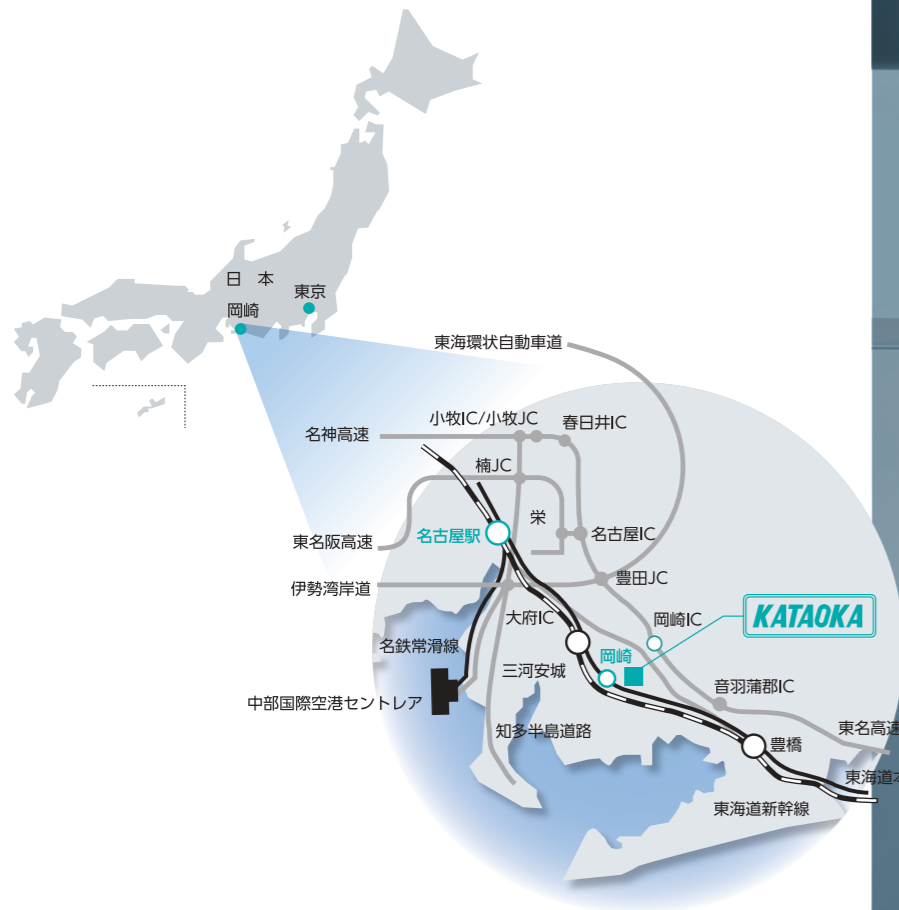 日 本
東京
岡崎
東海環状自動車道
小牧IC/小牧JC
春日井IC
名神高速
楠JC
栄
東名阪高速
名古屋駅
名古屋IC
伊勢湾岸道
豊田JC
大府IC
岡崎IC
KATAOKA
名鉄常滑線
三河安城
岡崎
中部国際空港セントレア
音羽蒲郡IC
知多半島道路
東名高速
豊橋
東海道本
東海道新幹線